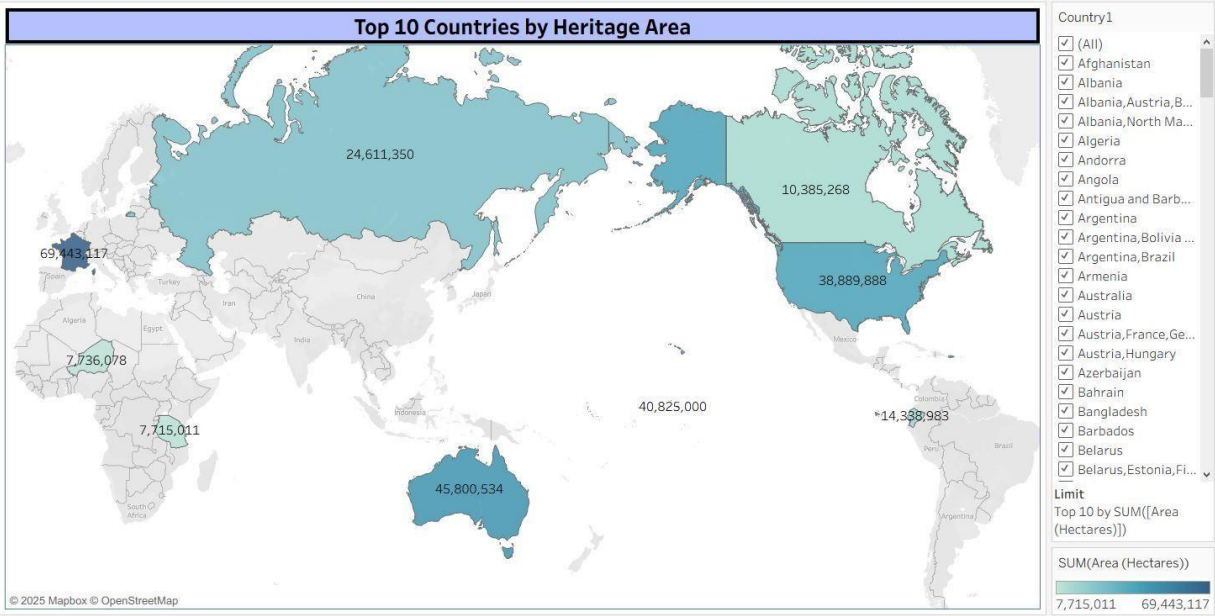 Top 10 Countries by Heritage Area
24,611,350
10,385,268
69,443,117
38,889,888
Spain
Turkey
Japan
China
Iran
Algeria
Egypt
India
Mexico
7,736,078
40,825,000
Colombia
14,338,983
Indonesia
7,715,011
Peru
Brazil
45,800,534
South
Africa
Argentina
© 2025 Mapbox © OpenStreetMap
Country1
(All)
Afghanistan
Albania
Albania,Austria,B...
Albania,North Ma...
Algeria
Andorra
Angola
Antigua and Barb...
Argentina
Argentina,Bolivia ...
Argentina,Brazil
Armenia
Australia
Austria
Austria,France,Ge...
Austria,Hungary
Azerbaijan
Bahrain
Bangladesh
Barbados
Belarus
Belarus,Estonia,Fi...
Limit
Top 10 by SUM([Area
(Hectares)])
SUM(Area (Hectares))
7,715,011 69,443,117